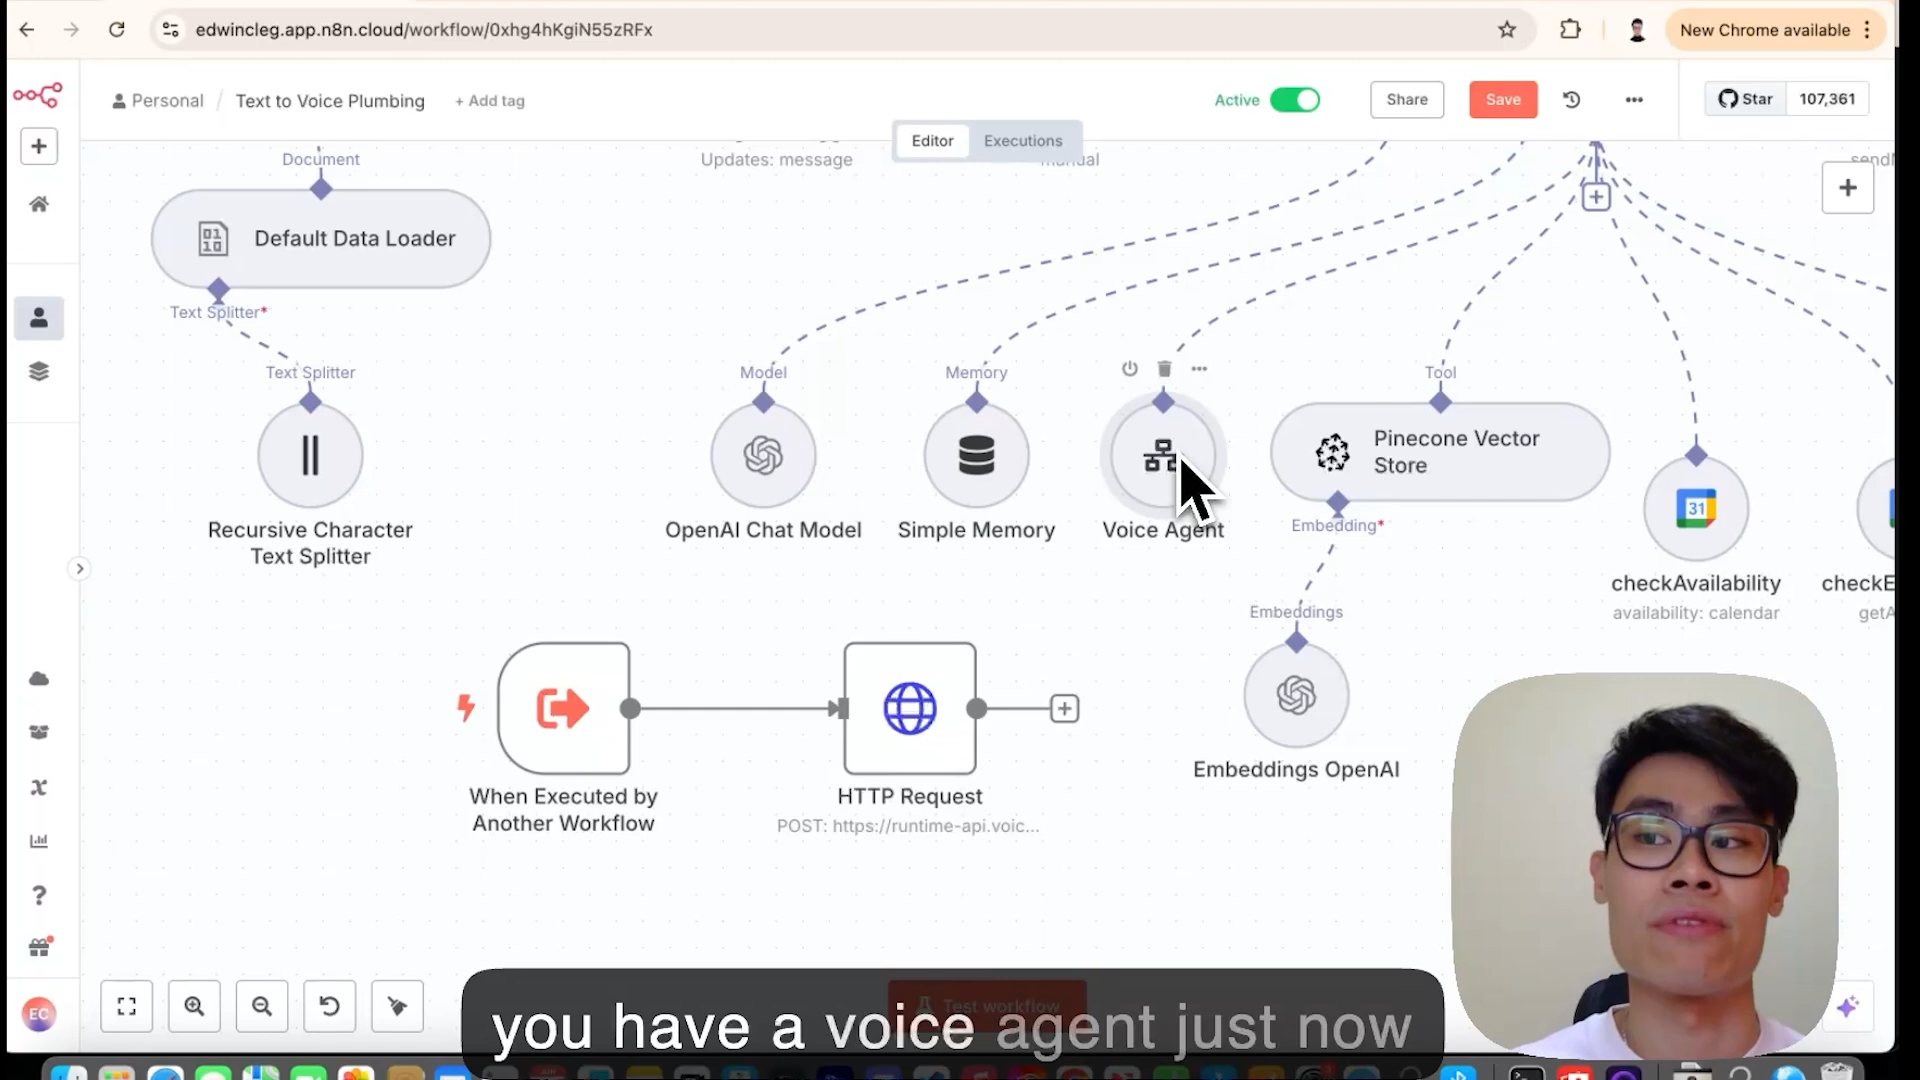 edwincleg.app.n8n.cloud/workflow/0xhg4hKgiN55zRFx
New Chrome available
Personal / Text to Voice Plumbing + Add tag
Active
Share
Save
Star 107,361
Editor Executions
Document
Updates: message
manual
Default Data Loader
Text Splitter*
Text Splitter
Model
Memory
Tool
Recursive Character
Text Splitter
OpenAI Chat Model
Simple Memory
Voice Agent
Pinecone Vector
Store
Embedding*
31
checkAvailability
availability: calendar
checkE
getA
Embeddings
Embeddings OpenAI
When Executed by
Another Workflow
HTTP Request
POST: https://runtime-api.voic...
EC
Test workflow
you have a voice agent just now